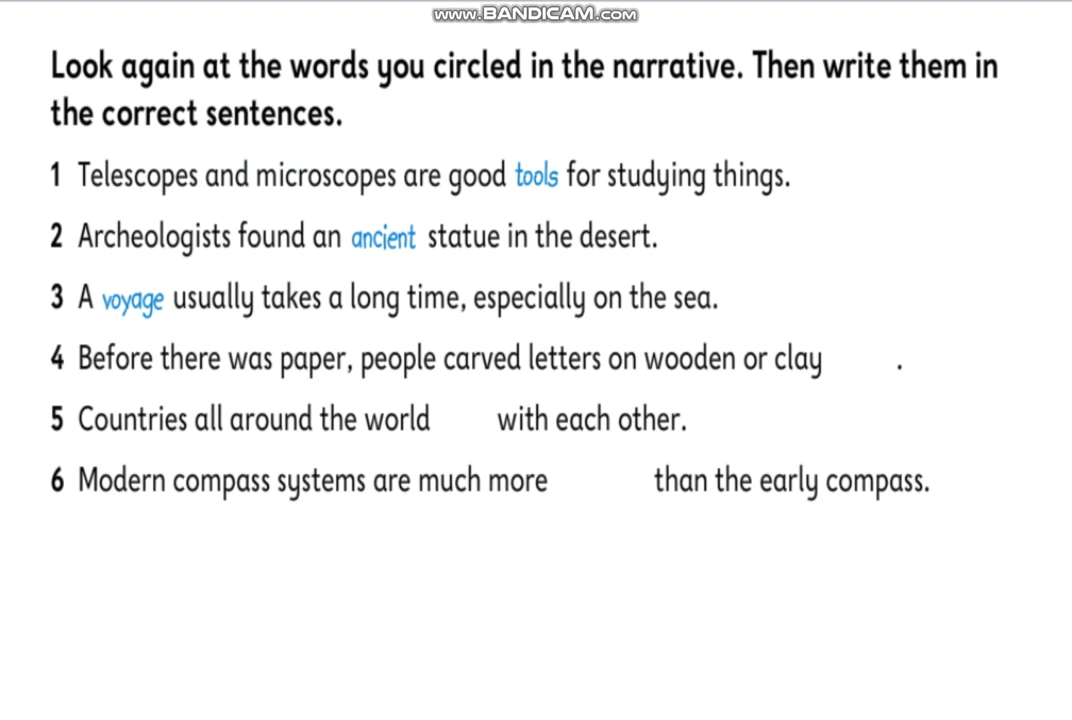 www.BANDICAM.com
Look again at the words you circled in the narrative. Then write them in
the correct sentences.
1 Telescopes and microscopes are good tools for studying things.
2 Archeologists found an ancient statue in the desert.
3 A voyage usually takes a long time, especially on the sea.
4 Before there was paper, people carved letters on wooden or clay .
5 Countries all around the world with each other.
6 Modern compass systems are much more than the early compass.